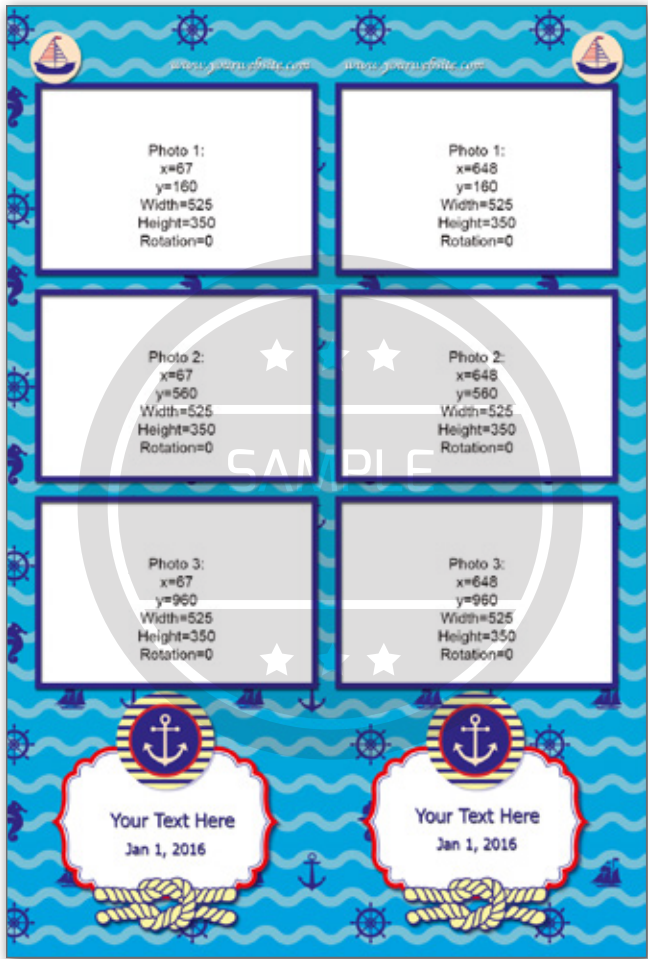 www.yourwebsite.com www.yourwebsite.com
Photo 1:
x=67
y=160
Width=525
Height=350
Rotation=0
Photo 1:
x=648
y=160
Width=525
Height=350
Rotation=0
Photo 2:
x=67
y=560
Width=525
Height=350
Rotation=0
Photo 2:
x=648
y=560
Width=525
Height=350
Rotation=0
SAMPLE
Photo 3:
x=67
y=960
Width=525
Height=350
Rotation=0
Photo 3:
x=648
y=960
Width=525
Height=350
Rotation=0
Your Text Here
Jan 1, 2016
Your Text Here
Jan 1, 2016